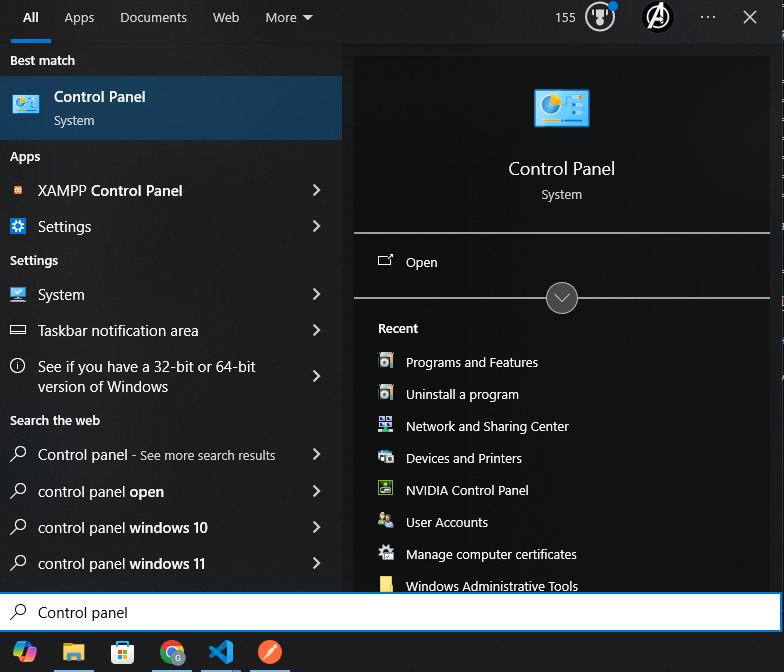 All Apps Documents Web More 155
Best match
Control Panel
System
Apps
XAMPP Control Panel
Settings
Settings
System
Taskbar notification area
See if you have a 32-bit or 64-bit
version of Windows
Search the web
Control panel - See more search results
control panel open
control panel windows 10
control panel windows 11
Control Panel
System
Open
Recent
Programs and Features
Uninstall a program
Network and Sharing Center
Devices and Printers
NVIDIA Control Panel
User Accounts
Manage computer certificates
Windows Administrative Tools
Control panel
G